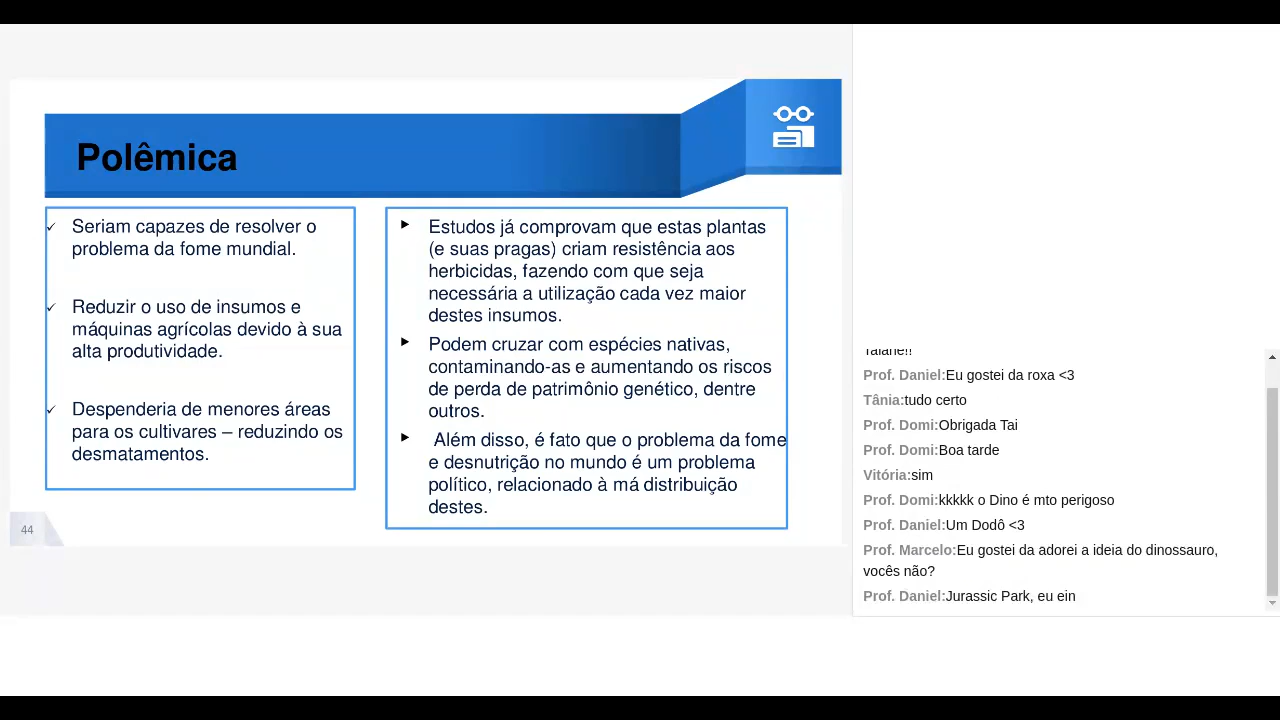 Polêmica
✓ Seriam capazes de resolver o
problema da fome mundial.
✓ Reduzir o uso de insumos e
máquinas agrícolas devido à sua
alta produtividade.
✓ Despenderia de menores áreas
para os cultivares – reduzindo os
desmatamentos.
► Estudos já comprovam que estas plantas
(e suas pragas) criam resistência aos
herbicidas, fazendo com que seja
necessária a utilização cada vez maior
destes insumos.
► Podem cruzar com espécies nativas,
contaminando-as e aumentando os riscos
de perda de patrimônio genético, dentre
outros.
► Além disso, é fato que o problema da fome
e desnutrição no mundo é um problema
político, relacionado à má distribuição
destes.
44
Taiane!!
Prof. Daniel:Eu gostei da roxa <3
Tânia:tudo certo
Prof. Domi:Obrigada Tai
Prof. Domi:Boa tarde
Vitória:sim
Prof. Domi:kkkkk o Dino é mto perigoso
Prof. Daniel:Um Dodô <3
Prof. Marcelo:Eu gostei da adorei a ideia do dinossauro,
vocês não?
Prof. Daniel:Jurassic Park, eu ein